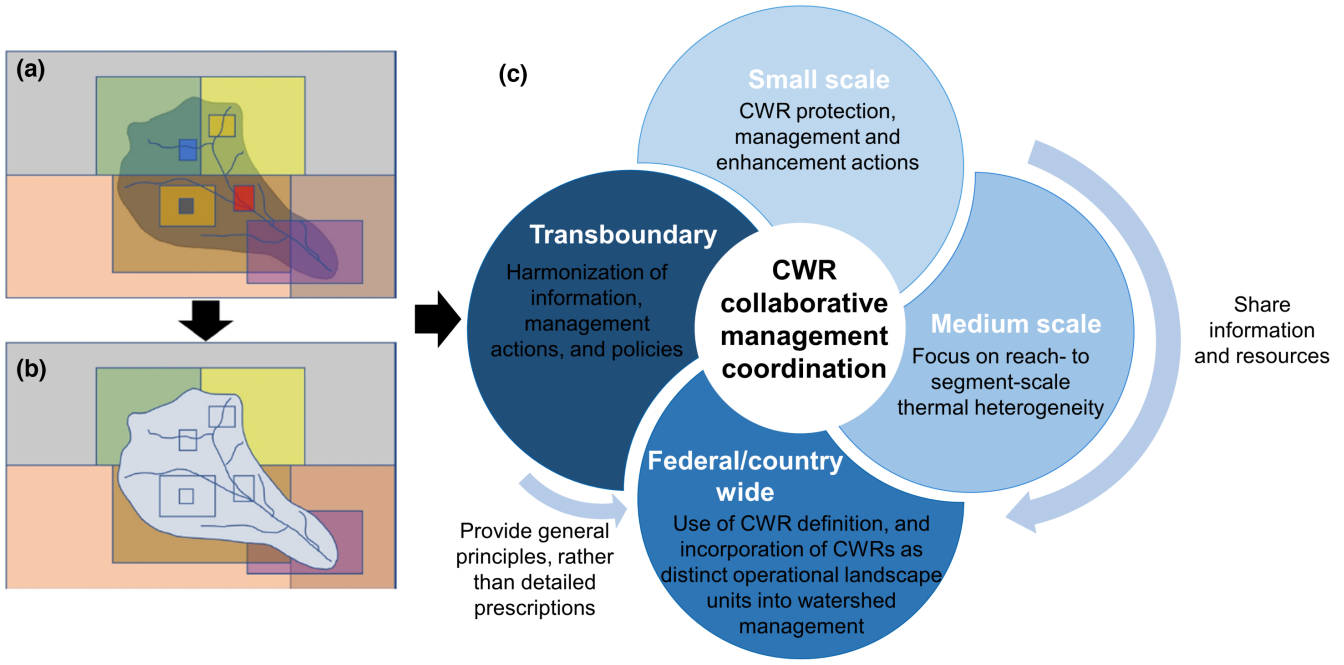 (a)
(b)
(c)
Small scale
CWR protection,
management and
enhancement actions
Transboundary
Harmonization of
information,
management
actions, and policies
CWR
collaborative
management
coordination
Medium scale
Focus on reach- to
segment-scale
thermal heterogeneity
Share
information
and resources
Federal/country
wide
Use of CWR definition, and
incorporation of CWRs as
distinct operational landscape
units into watershed
management
Provide general
principles, rather
than detailed
prescriptions